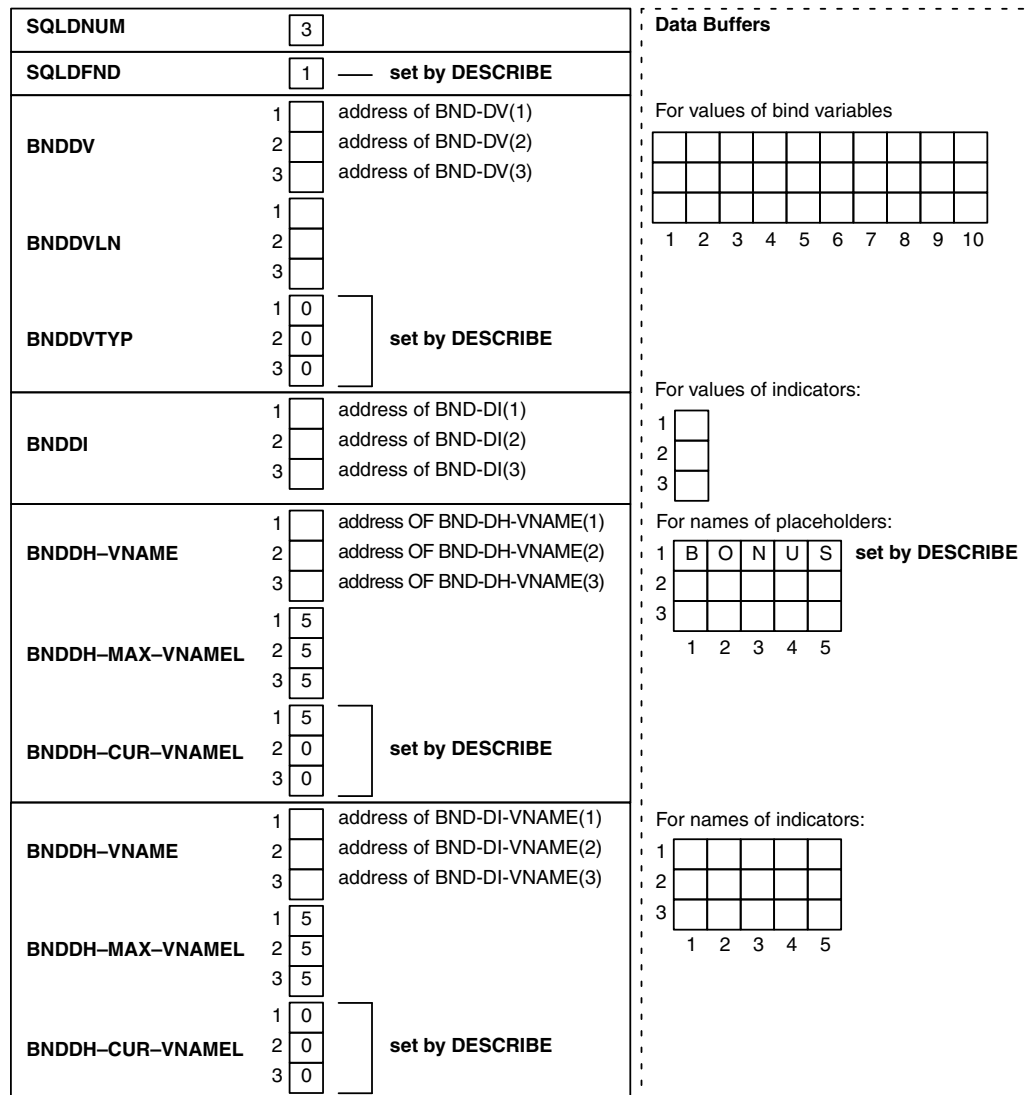 SQLDNUM 3
SQLDFND 1 set by DESCRIBE
BNDDV
1 address of BND-DV(1)
2 address of BND-DV(2)
3 address of BND-DV(3)
BNDDVLN
1
2
3
BNDDVTYP
1 0
2 0
3 0
set by DESCRIBE
BNDDI
1 address of BND-DI(1)
2 address of BND-DI(2)
3 address of BND-DI(3)
BNDDH–VNAME
1 address OF BND-DH-VNAME(1)
2 address OF BND-DH-VNAME(2)
3 address OF BND-DH-VNAME(3)
BNDDH–MAX–VNAMEL
1 5
2 5
3 5
BNDDH–CUR–VNAMEL
1 5
2 0
3 0
set by DESCRIBE
BNDDH–VNAME
1 address of BND-DI-VNAME(1)
2 address of BND-DI-VNAME(2)
3 address of BND-DI-VNAME(3)
BNDDH–MAX–VNAMEL
1 5
2 5
3 5
BNDDH–CUR–VNAMEL
1 0
2 0
3 0
set by DESCRIBE
Data Buffers
For values of bind variables
1 2 3 4 5 6 7 8 9 10
For values of indicators:
1
2
3
For names of placeholders:
1 B O N U S set by DESCRIBE
2
3
1 2 3 4 5
For names of indicators:
1
2
3
1 2 3 4 5